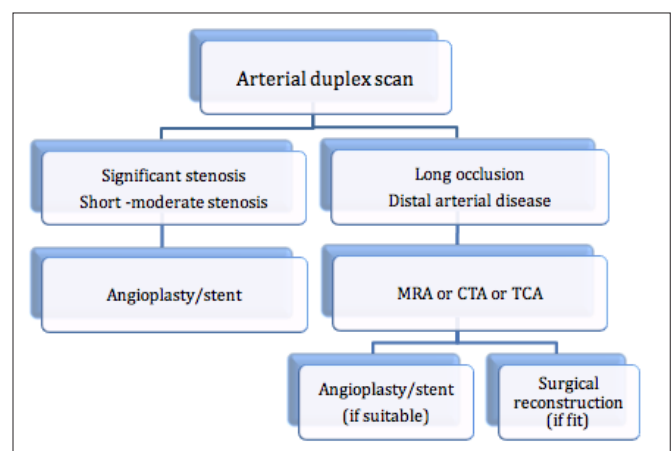 Arterial duplex scan
Significant stenosis
Short -moderate stenosis
Long occlusion
Distal arterial disease
Angioplasty/stent
MRA or CTA or TCA
Angioplasty/stent
(if suitable)
Surgical
reconstruction
(if fit)